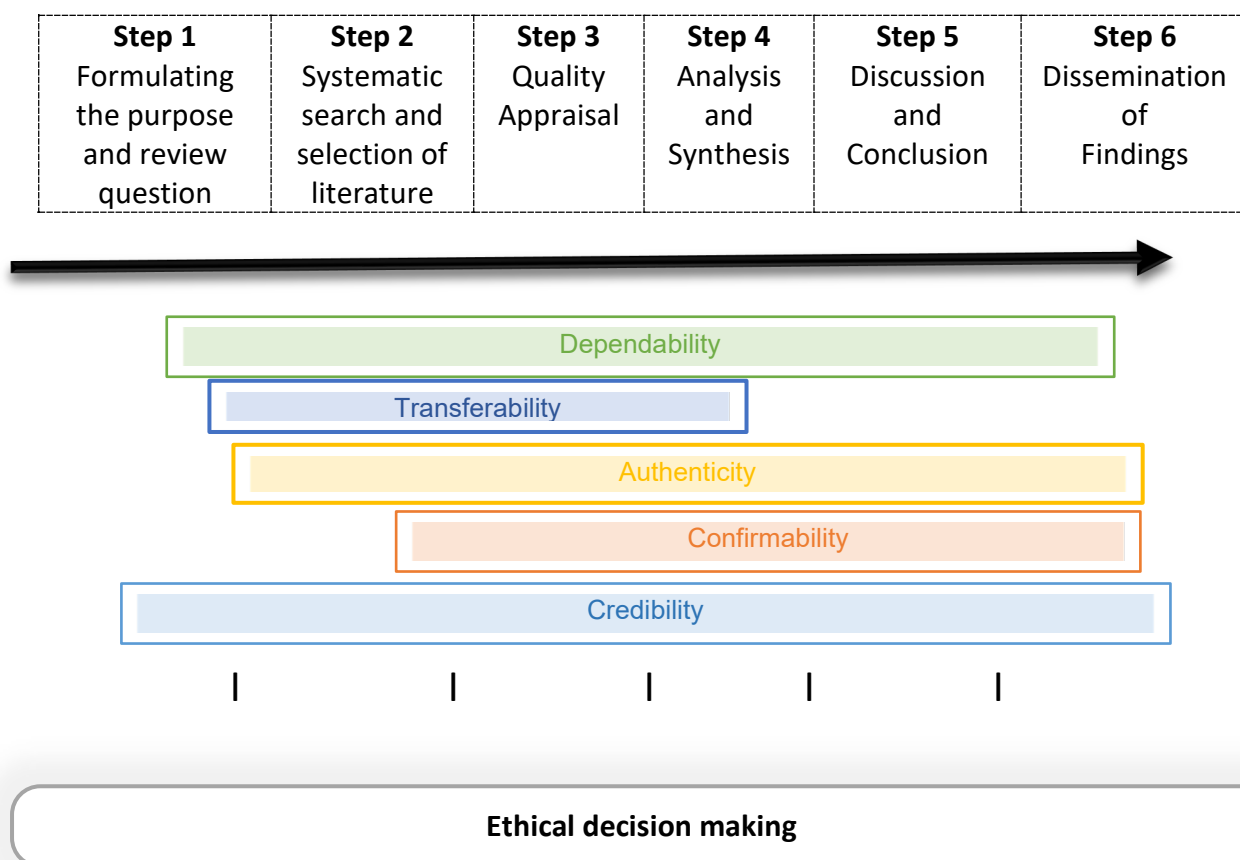 Step 1
Formulating
the purpose
and review
question
Step 2
Systematic
search and
selection of
literature
Step 3
Quality
Appraisal
Step 4
Analysis
and
Synthesis
Step 5
Discussion
and
Conclusion
Step 6
Dissemination
of
Findings
Dependability
Transferability
Authenticity
Confirmability
Credibility
Ethical decision making